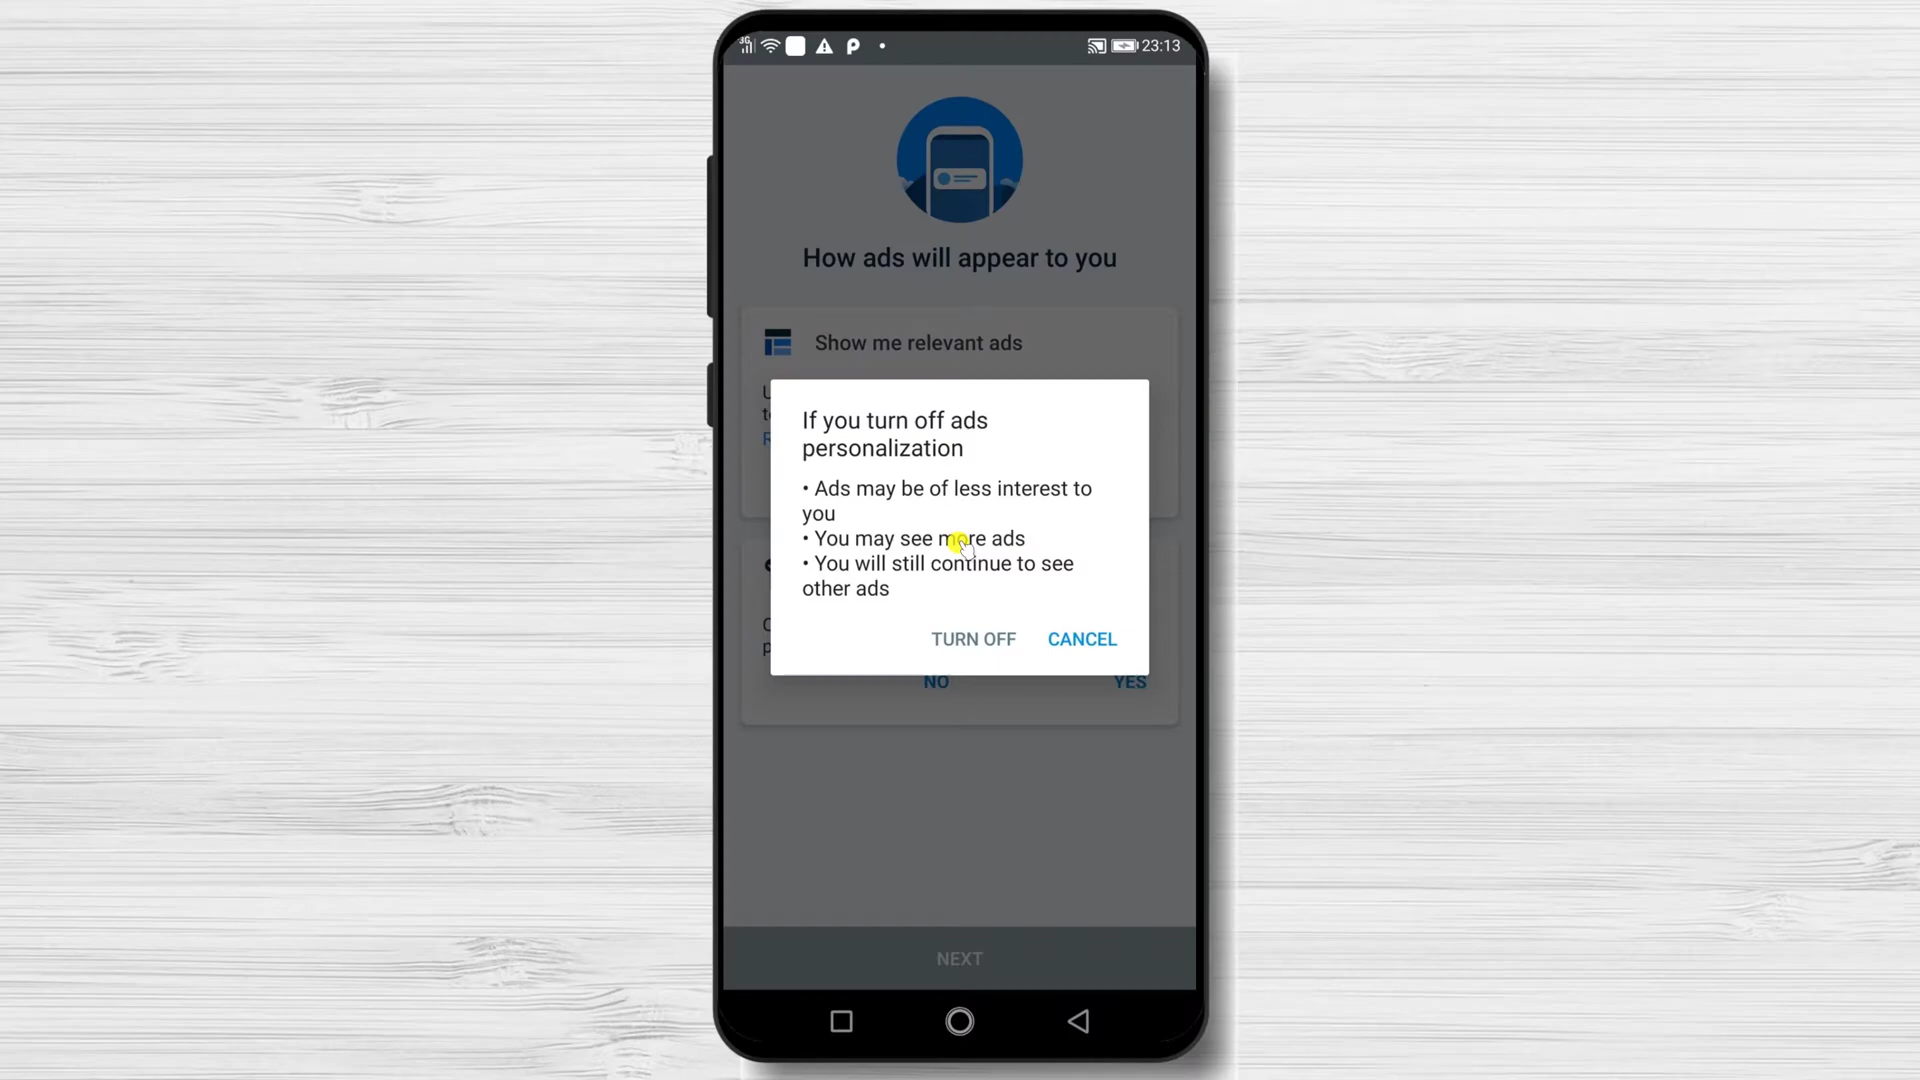 3G 23:13
How ads will appear to you
Show me relevant ads
If you turn off ads
personalization
• Ads may be of less interest to
you
• You may see more ads
• You will still continue to see
other ads
TURN OFF CANCEL
NO YES
NEXT